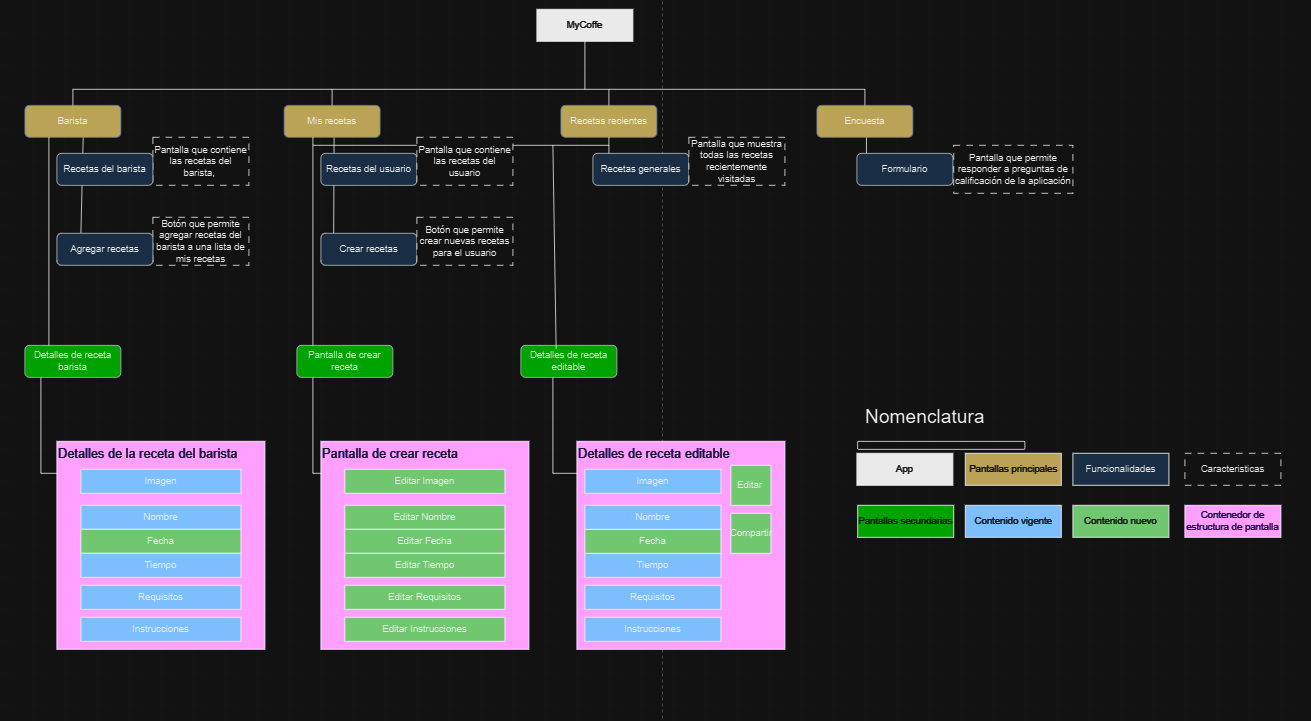 MyCoffe
Barista
Mis recetas
Recetas recientes
Encuesta
Recetas del barista
Pantalla que contiene
las recetas del
barista,
Recetas del usuario
Pantalla que contiene
las recetas del
usuario
Recetas generales
Pantalla que muestra
todas las recetas
recientemente
visitadas
Formulario
Pantalla que permite
responder a preguntas de
calificación de la aplicación
Agregar recetas
Botón que permite
agregar recetas del
barista a una lista de
mis recetas
Crear recetas
Botón que permite
crear nuevas recetas
para el usuario
Detalles de receta
barista
Pantalla de crear
receta
Detalles de receta
editable
Detalles de la receta del barista
Imagen
Nombre
Fecha
Tiempo
Requisitos
Instrucciones
Pantalla de crear receta
Editar Imagen
Editar Nombre
Editar Fecha
Editar Tiempo
Editar Requisitos
Editar Instrucciones
Detalles de receta editable
Imagen
Nombre
Fecha
Tiempo
Requisitos
Instrucciones
Editar
Compartir
Nomenclatura
App
Pantallas principales
Funcionalidades
Caracteristicas
Pantallas secundarias
Contenido vigente
Contenido nuevo
Contenedor de
estructura de pantalla